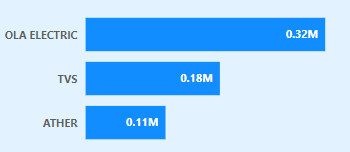 OLA ELECTRIC 0.32M
TVS 0.18M
ATHER 0.11M